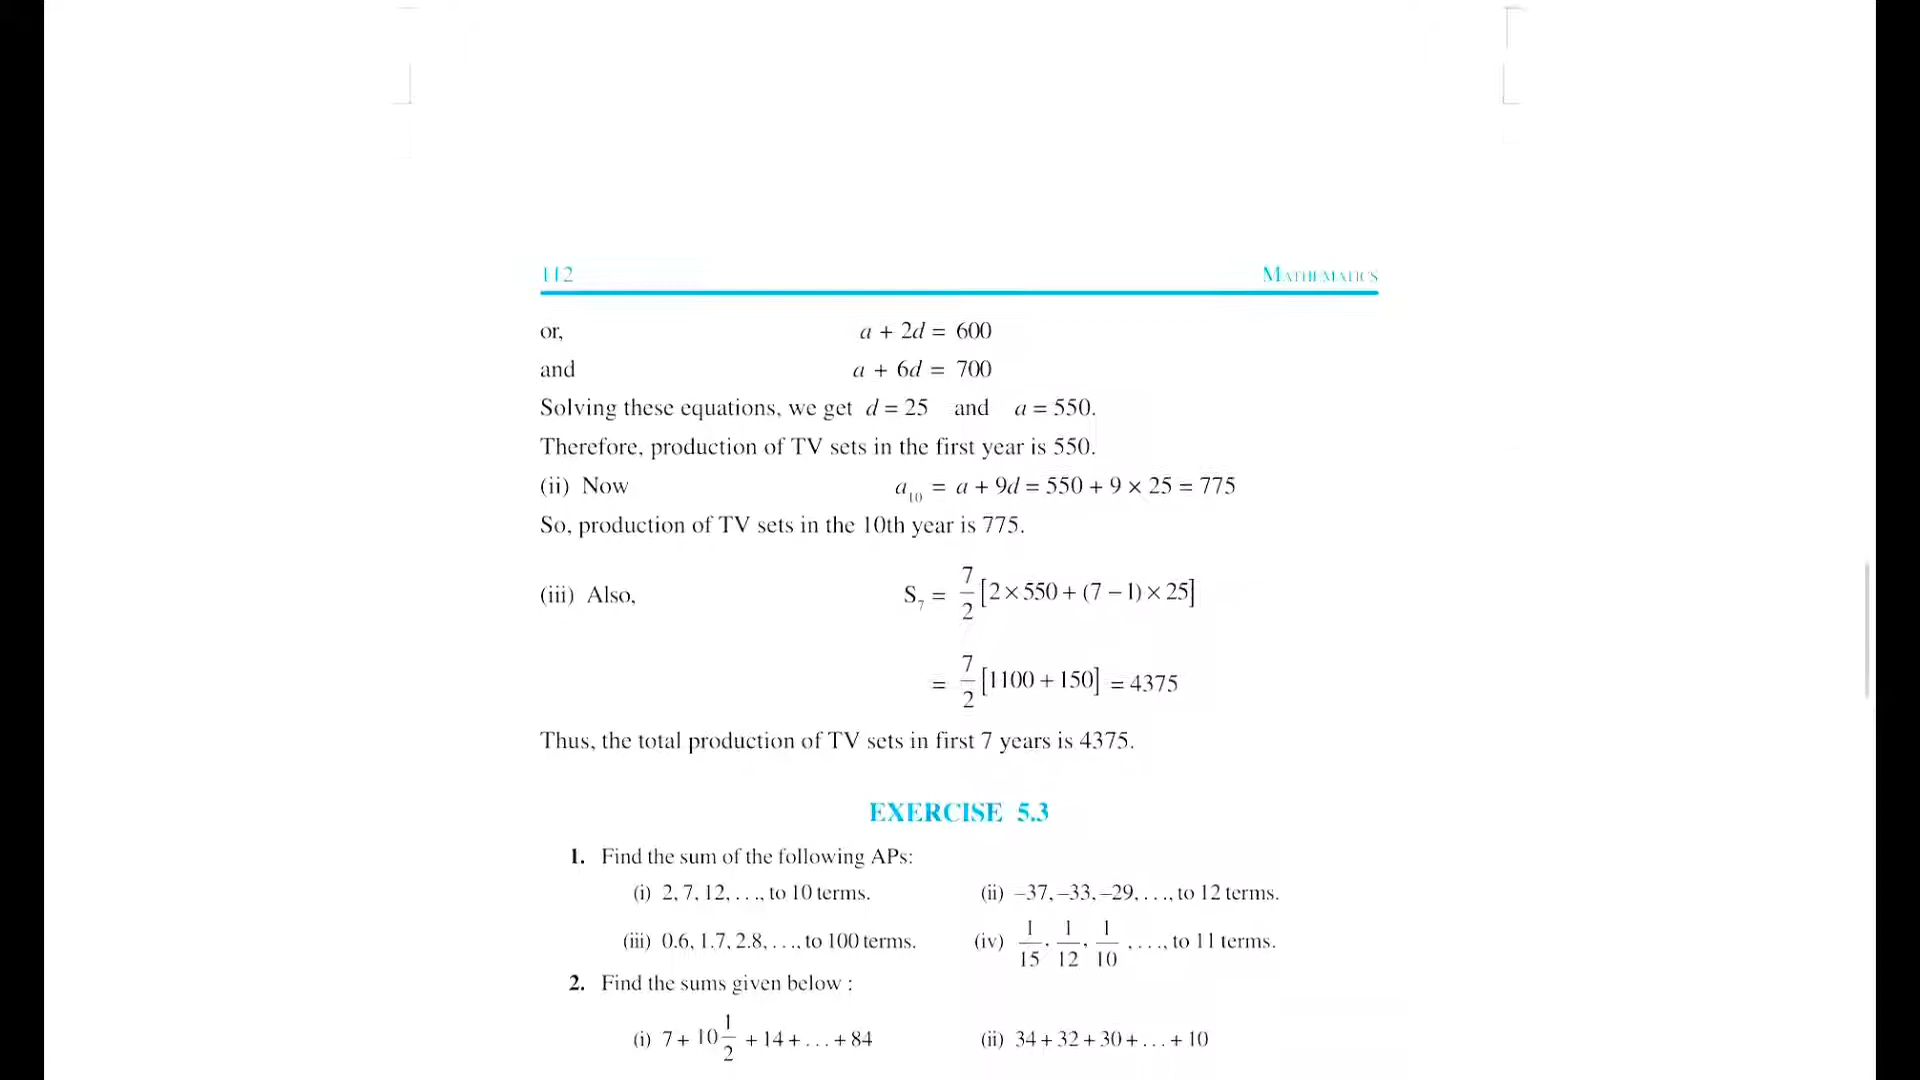 112 MATHEMATICS
or, a + 2d = 600
and a + 6d = 700
Solving these equations, we get d = 25 and a = 550.
Therefore, production of TV sets in the first year is 550.
(ii) Now a₁₀ = a + 9d = 550 + 9 × 25 = 775
So, production of TV sets in the 10th year is 775.
(iii) Also, S₇ = 7/2 [2 × 550 + (7 – 1) × 25]
= 7/2 [1100 + 150] = 4375
Thus, the total production of TV sets in first 7 years is 4375.
EXERCISE 5.3
1. Find the sum of the following APs:
(i) 2, 7, 12, . . ., to 10 terms. (ii) –37, –33, –29, . . ., to 12 terms.
(iii) 0.6, 1.7, 2.8, . . ., to 100 terms. (iv) 1/15, 1/12, 1/10, . . ., to 11 terms.
2. Find the sums given below :
(i) 7 + 10 1/2 + 14 + . . . + 84 (ii) 34 + 32 + 30 + . . . + 10